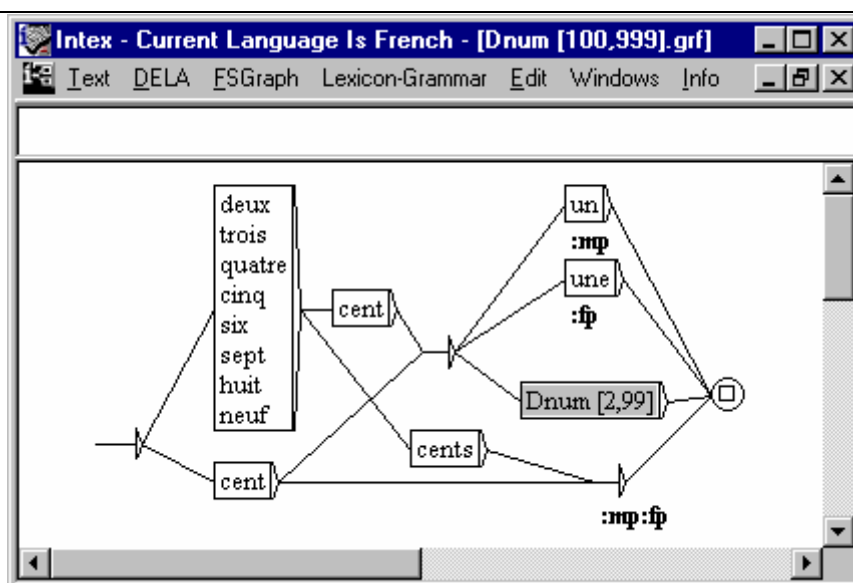 Intex - Current Language Is French - [Dnum [100,999].grf]
Text DELA FSGraph Lexicon-Grammar Edit Windows Info
deux
trois
quatre
cinq
six
sept
huit
neuf
cent
un
:mp
une
:fp
Dnum [2,99]
cents
cent
:mp:fp